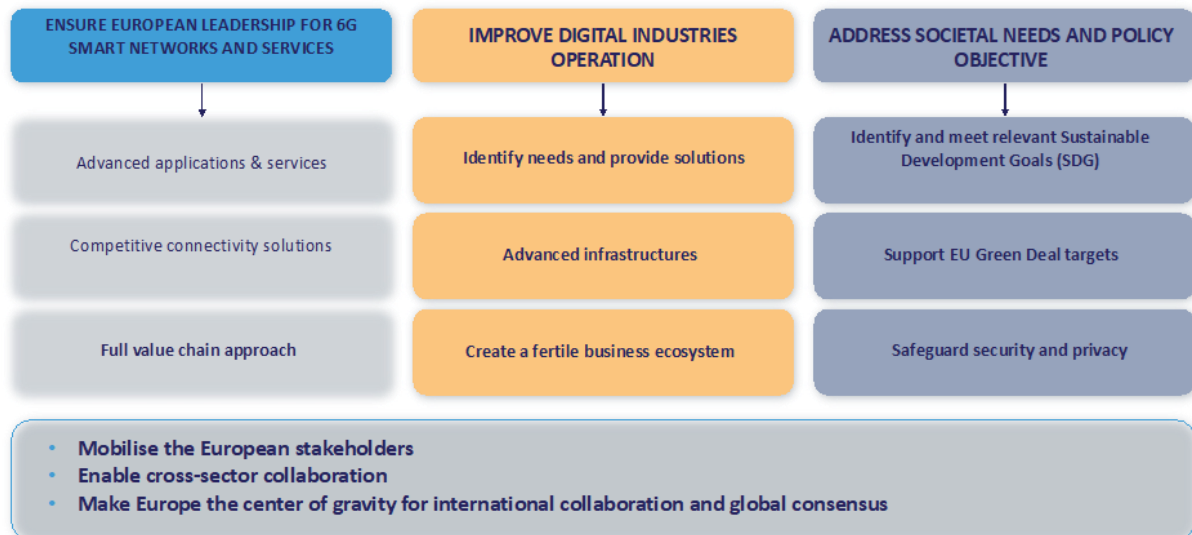 ENSURE EUROPEAN LEADERSHIP FOR 6G
SMART NETWORKS AND SERVICES
IMPROVE DIGITAL INDUSTRIES
OPERATION
ADDRESS SOCIETAL NEEDS AND POLICY
OBJECTIVE
Advanced applications & services
Identify needs and provide solutions
Identify and meet relevant Sustainable
Development Goals (SDG)
Competitive connectivity solutions
Advanced infrastructures
Support EU Green Deal targets
Full value chain approach
Create a fertile business ecosystem
Safeguard security and privacy
• Mobilise the European stakeholders
• Enable cross-sector collaboration
• Make Europe the center of gravity for international collaboration and global consensus